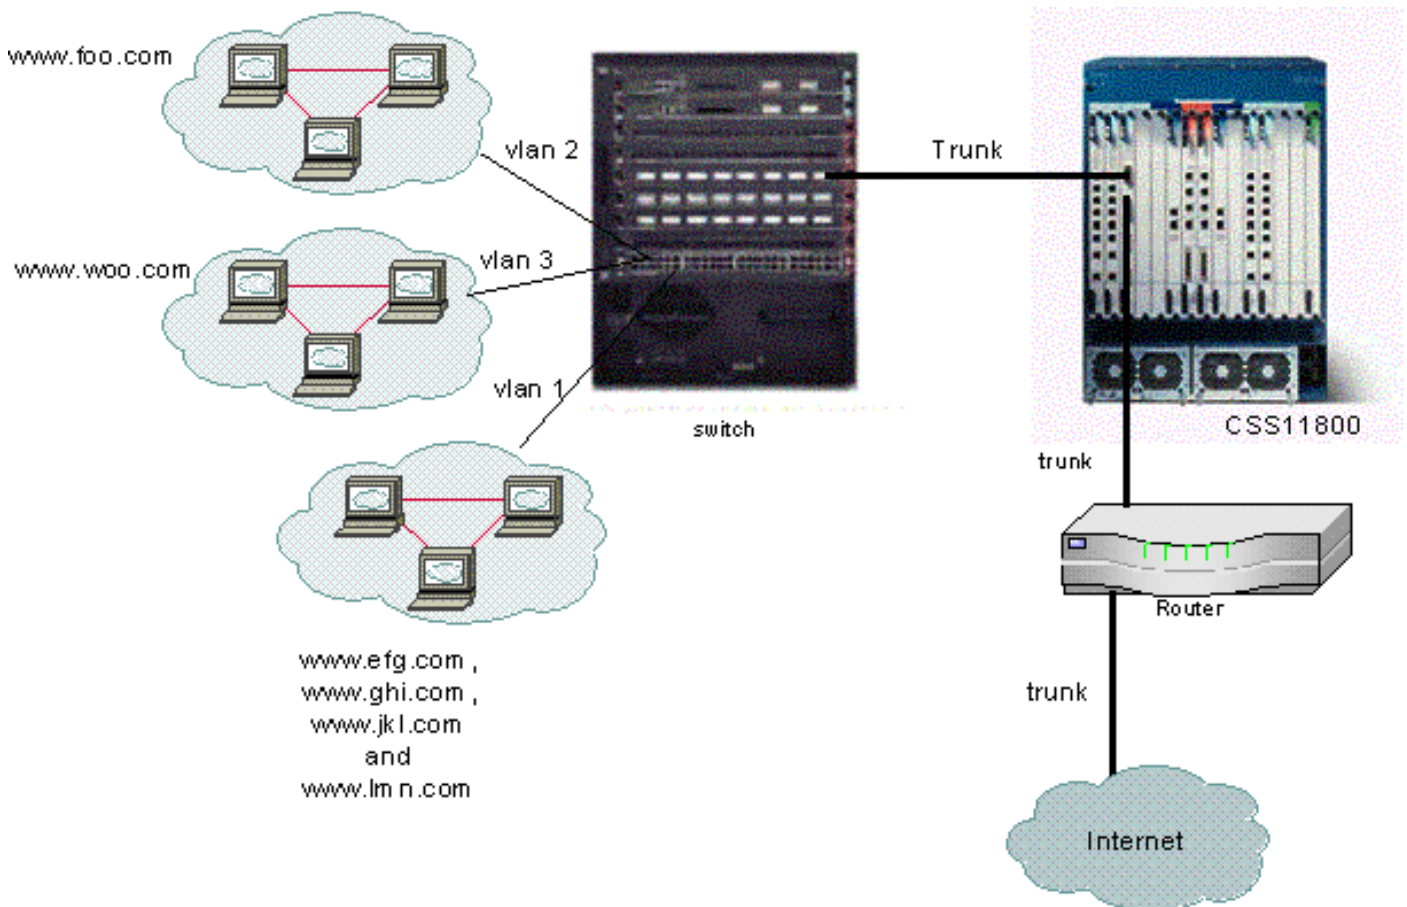 www.foo.com
vlan 2
Trunk
www.woo.com
vlan 3
vlan 1
switch
CSS11800
trunk
Router
www.efg.com ,
www.ghi.com ,
www.jkl.com
and
www.lmn.com
trunk
Internet